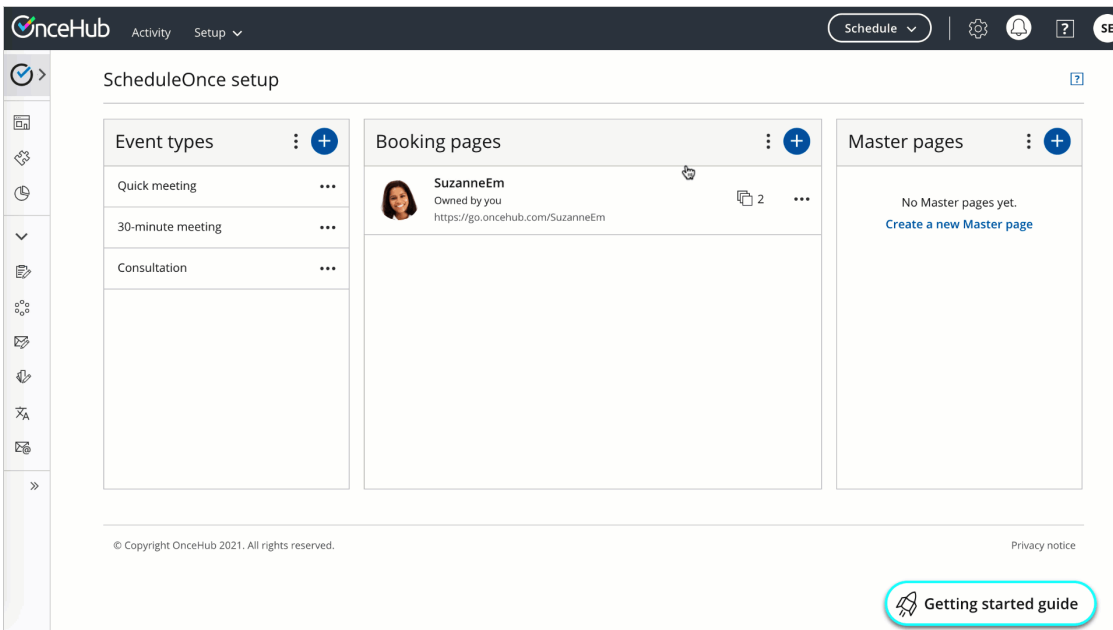 OnceHub Activity Setup Schedule ? SE
ScheduleOnce setup ?
Event types
Quick meeting
30-minute meeting
Consultation
Booking pages
SuzanneEm
Owned by you
https://go.oncehub.com/SuzanneEm
2
Master pages
No Master pages yet.
Create a new Master page
© Copyright OnceHub 2021. All rights reserved. Privacy notice
Getting started guide